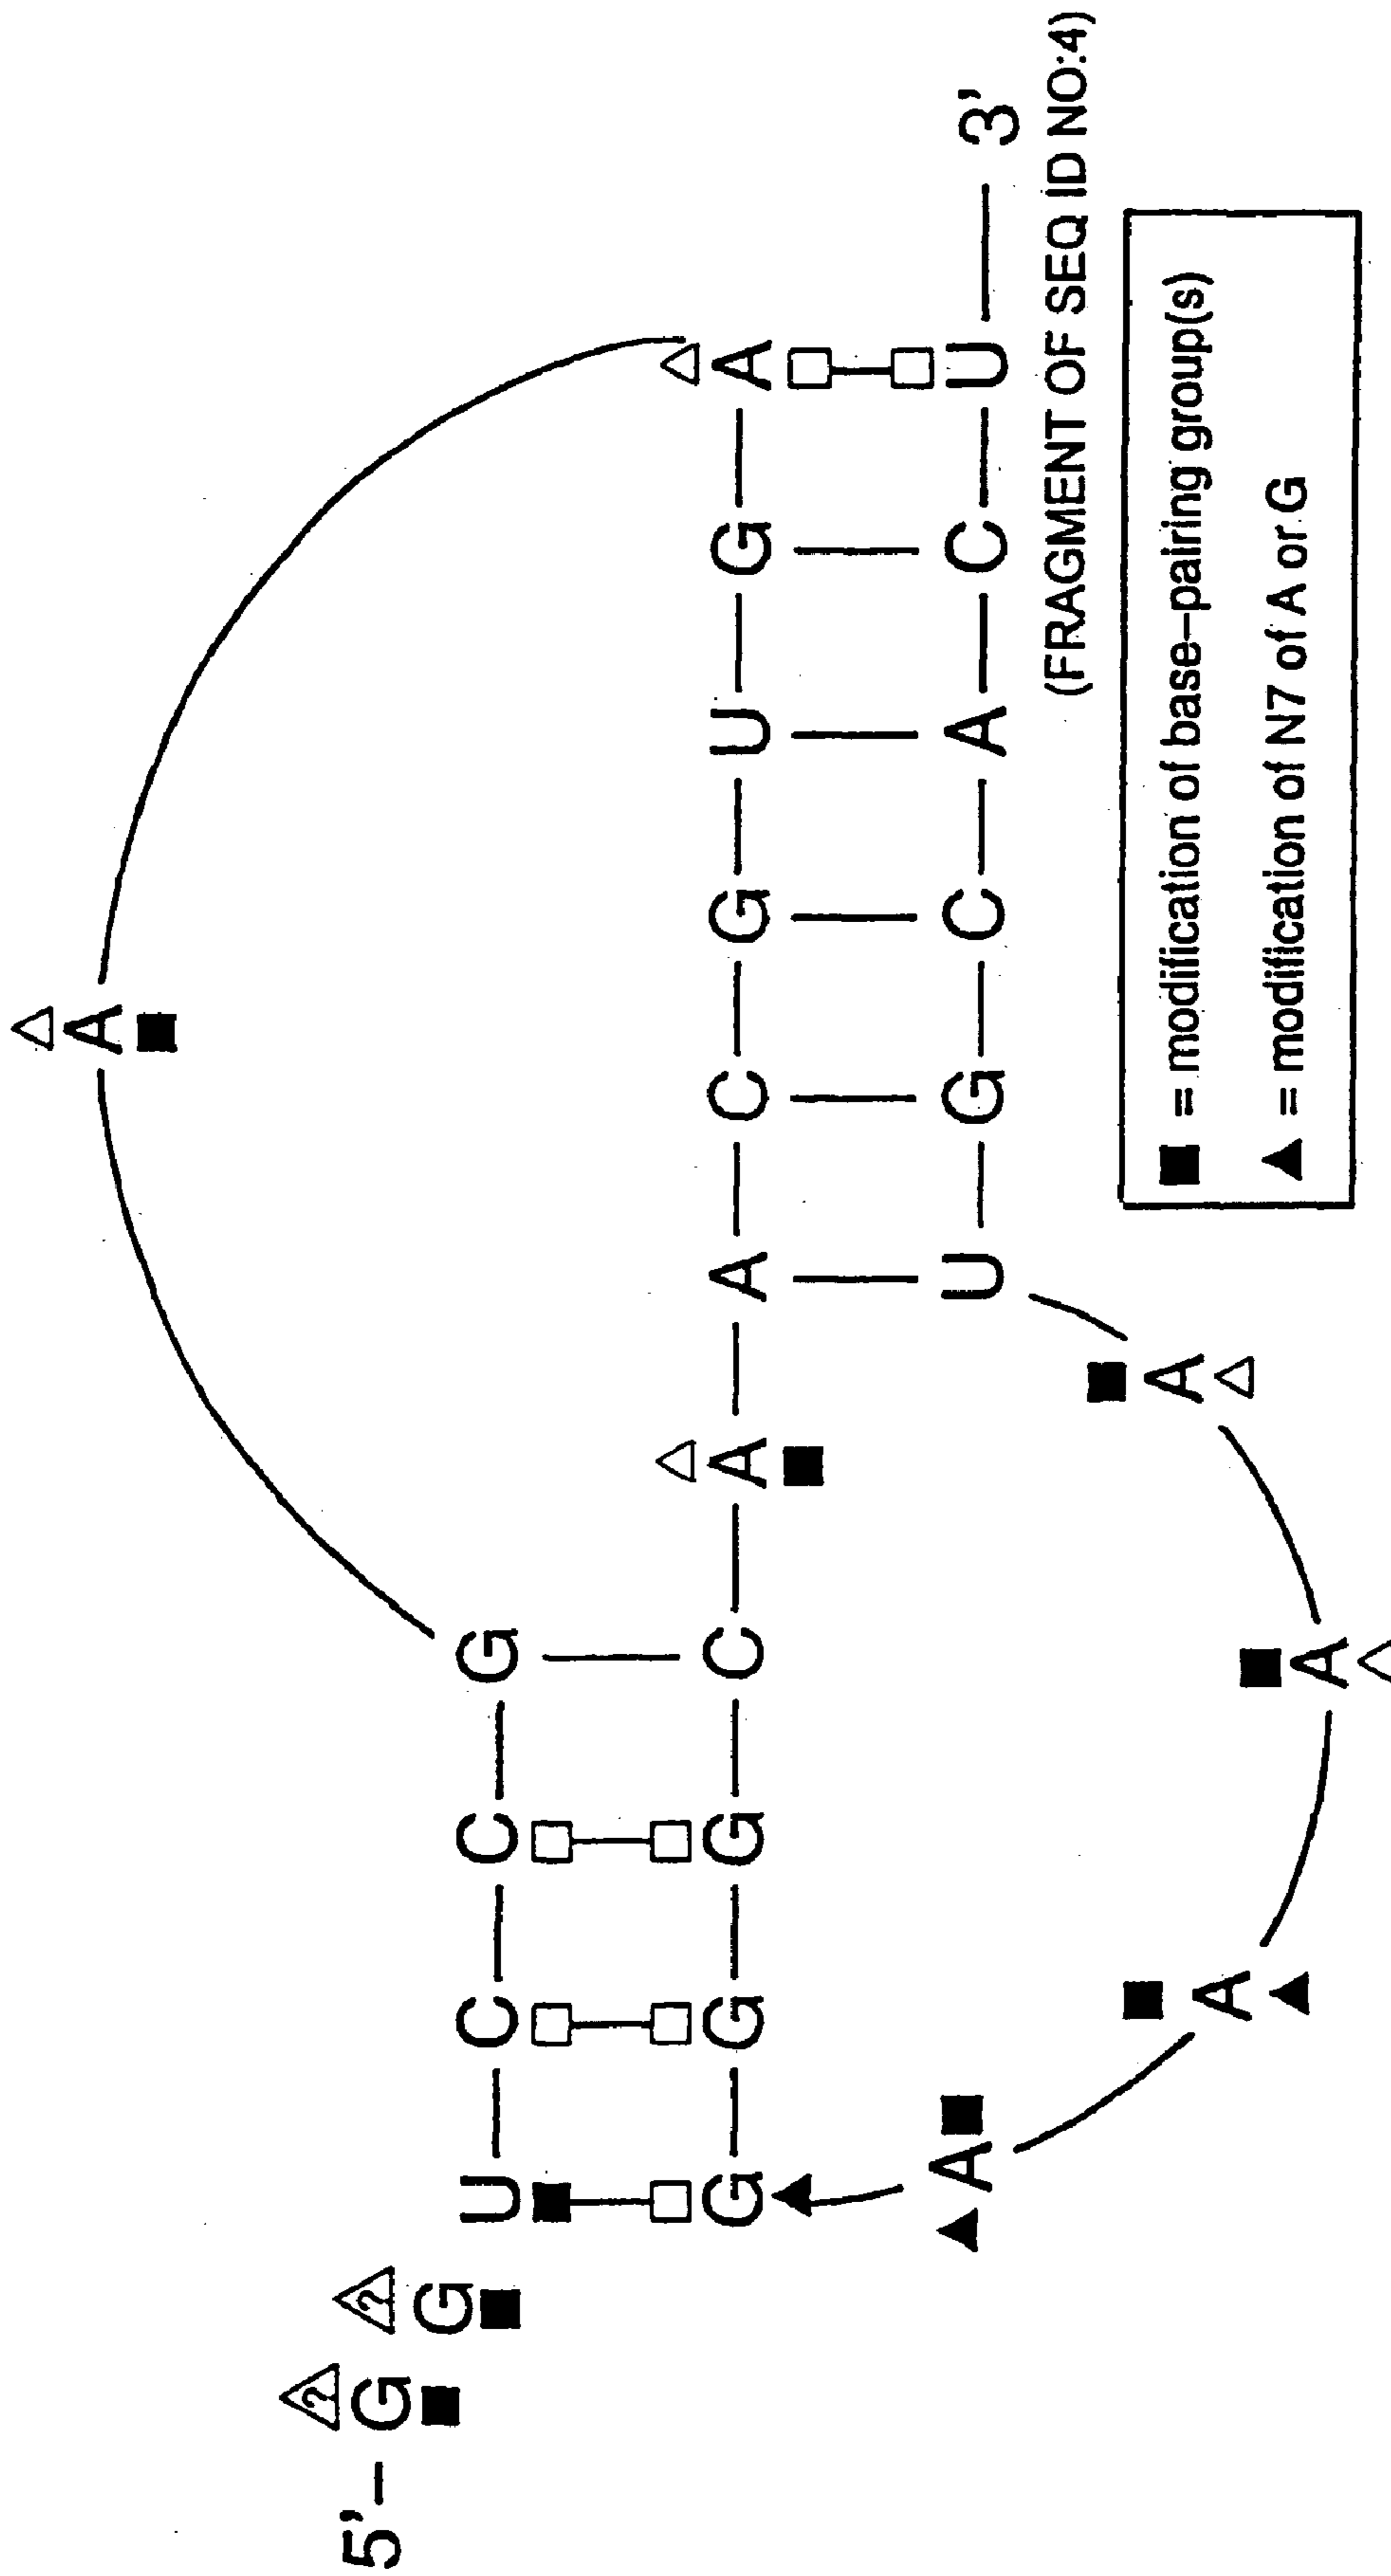 A
? ?
5'– G G
U – C – C – G
G – G – G – C – A – A – C – G – U – G – A
U – G – C – C – A – C – U — 3'
(FRAGMENT OF SEQ ID NO:4)
A A A A
■ = modification of base–pairing group(s)
▲ = modification of N7 of A or G